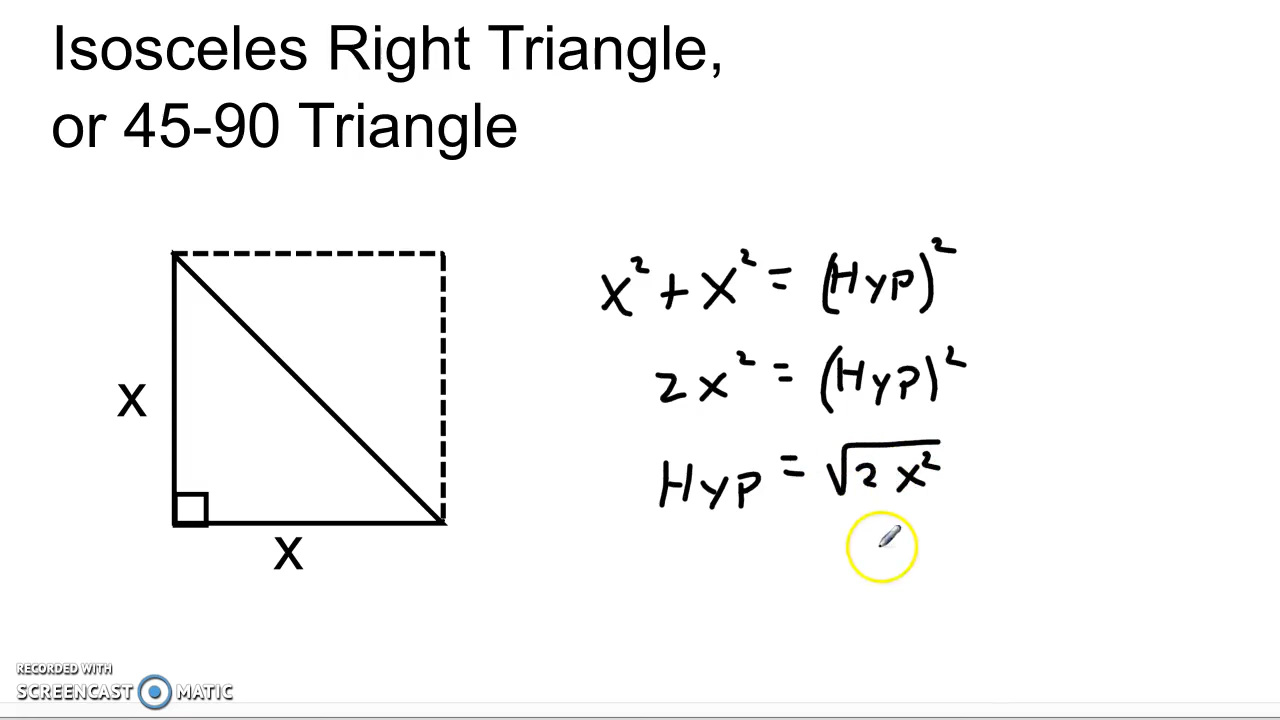 Isosceles Right Triangle,
or 45-90 Triangle
x² + x² = (Hyp)²
2x² = (Hyp)²
x
Hyp = √2x²
x
RECORDED WITH
SCREENCAST MATIC